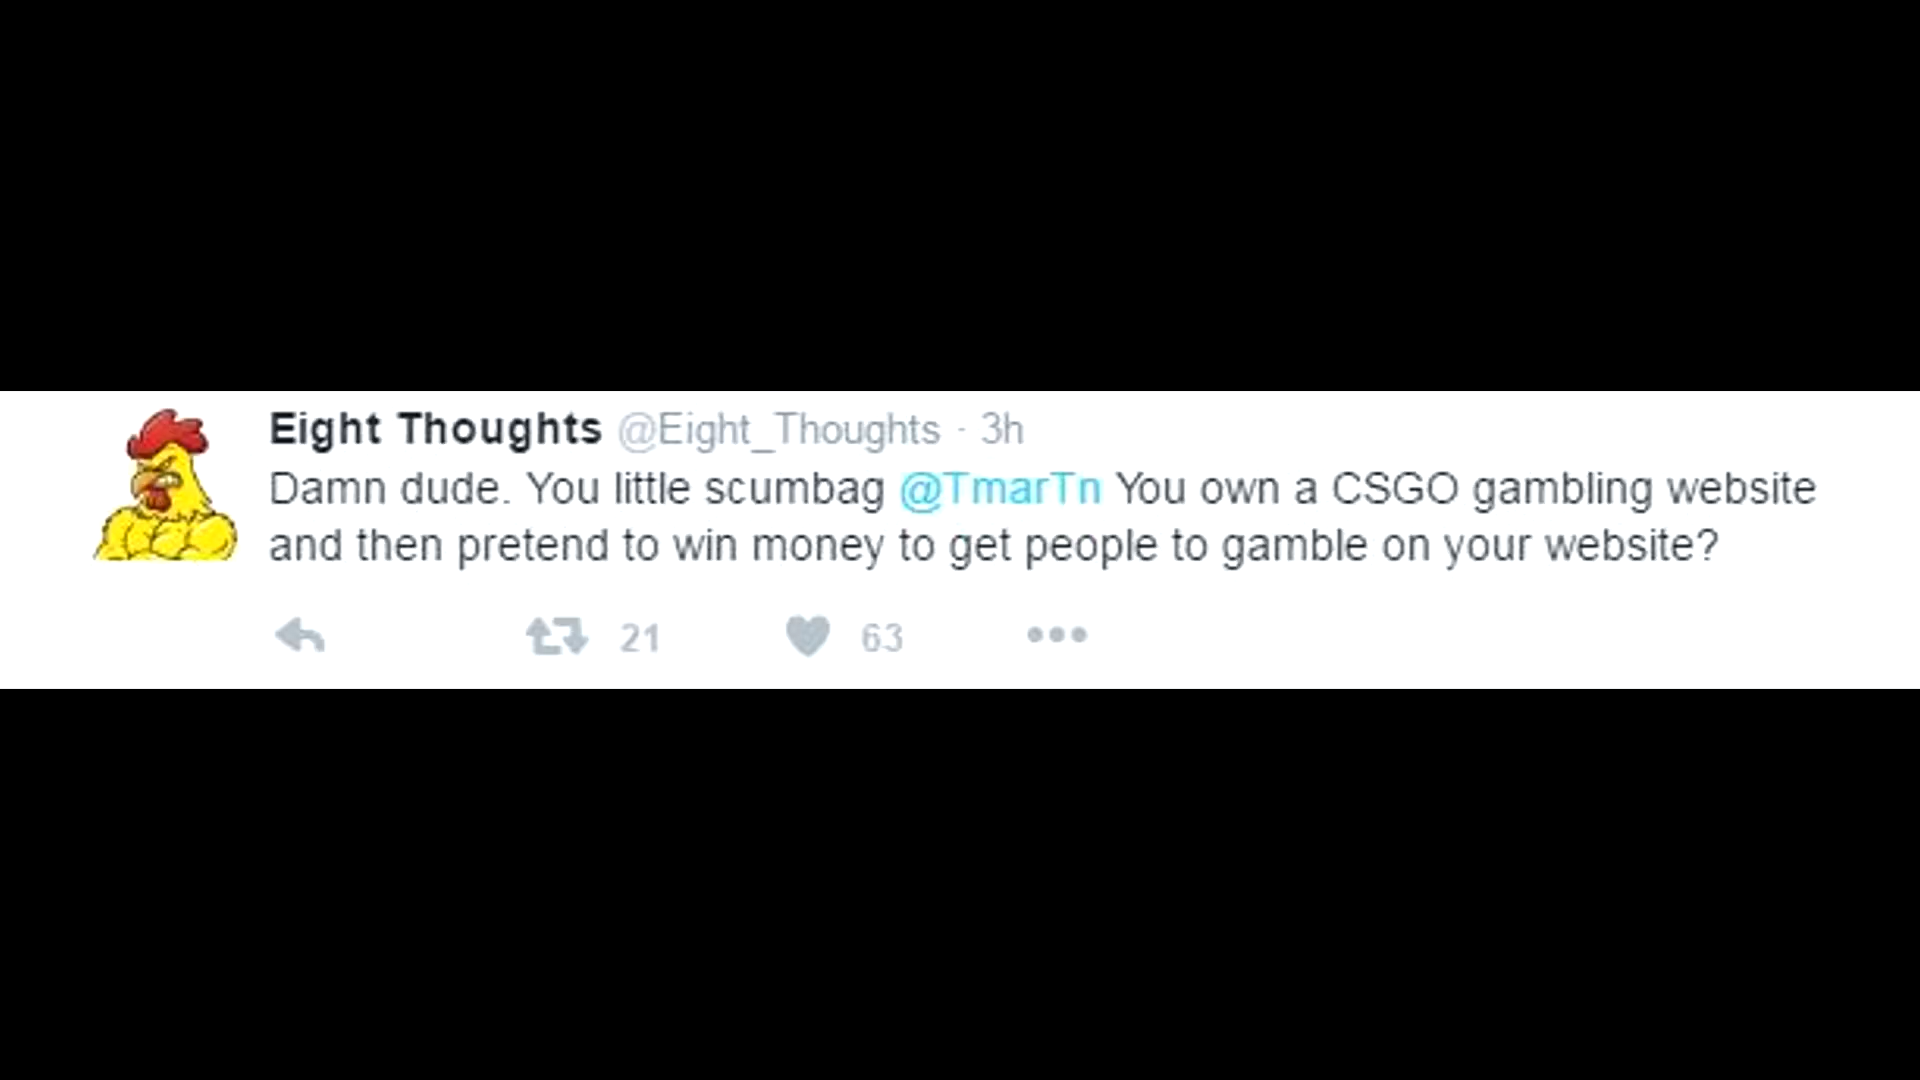 Eight Thoughts @Eight_Thoughts · 3h
Damn dude. You little scumbag @TmarTn You own a CSGO gambling website
and then pretend to win money to get people to gamble on your website?
21 63